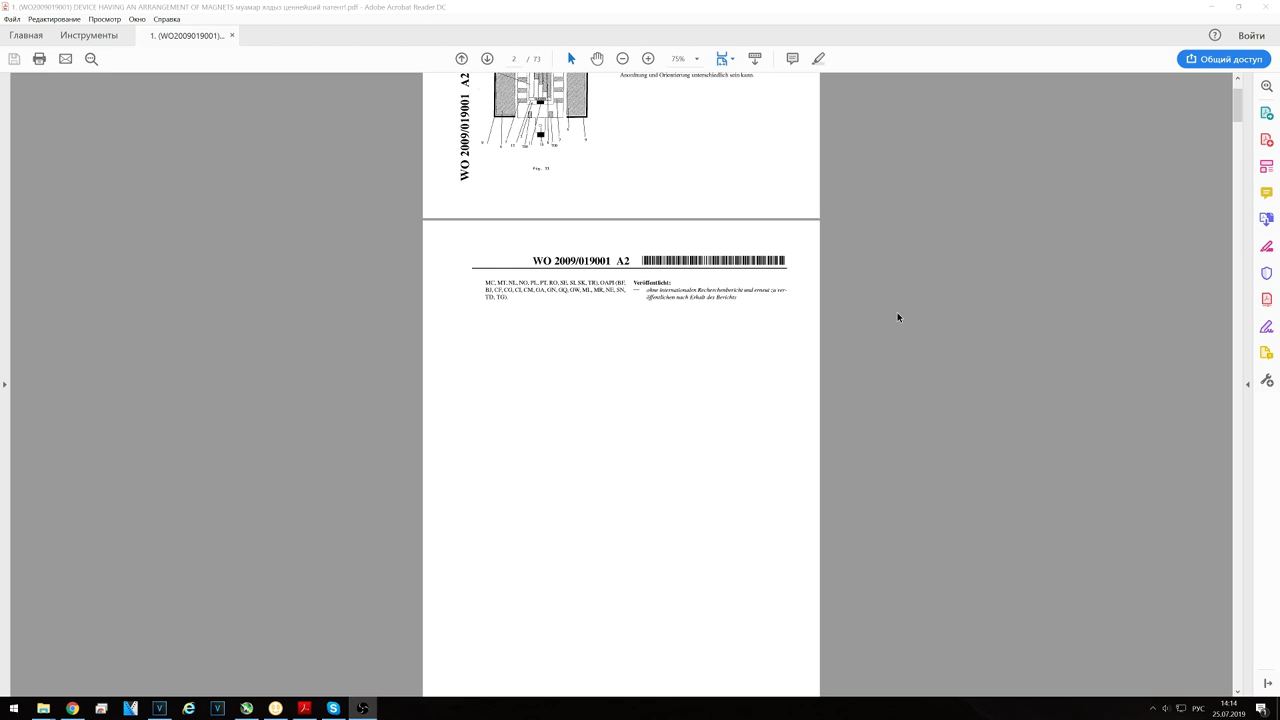 1. (WO2009019001) DEVICE HAVING AN ARRANGEMENT OF MAGNETS муамар ялдыз ценнейший патент!.pdf - Adobe Acrobat Reader DC
Файл Редактирование Просмотр Окно Справка
Главная Инструменты 1. (WO2009019001)... × Войти
2 / 73 75% Общий доступ
Anordnung und Orientierung unterschiedlich sein kann.
WO 2009/019001 A2
Fig. 11
WO 2009/019001 A2
MC, MT, NL, NO, PL, PT, RO, SE, SI, SK, TR), OAPI (BF,
BJ, CF, CG, CI, CM, GA, GN, GQ, GW, ML, MR, NE, SN,
TD, TG).
Veröffentlicht:
— ohne internationalen Recherchenbericht und erneut zu ver-
öffentlichen nach Erhalt des Berichts
РУС
14:14
25.07.2019